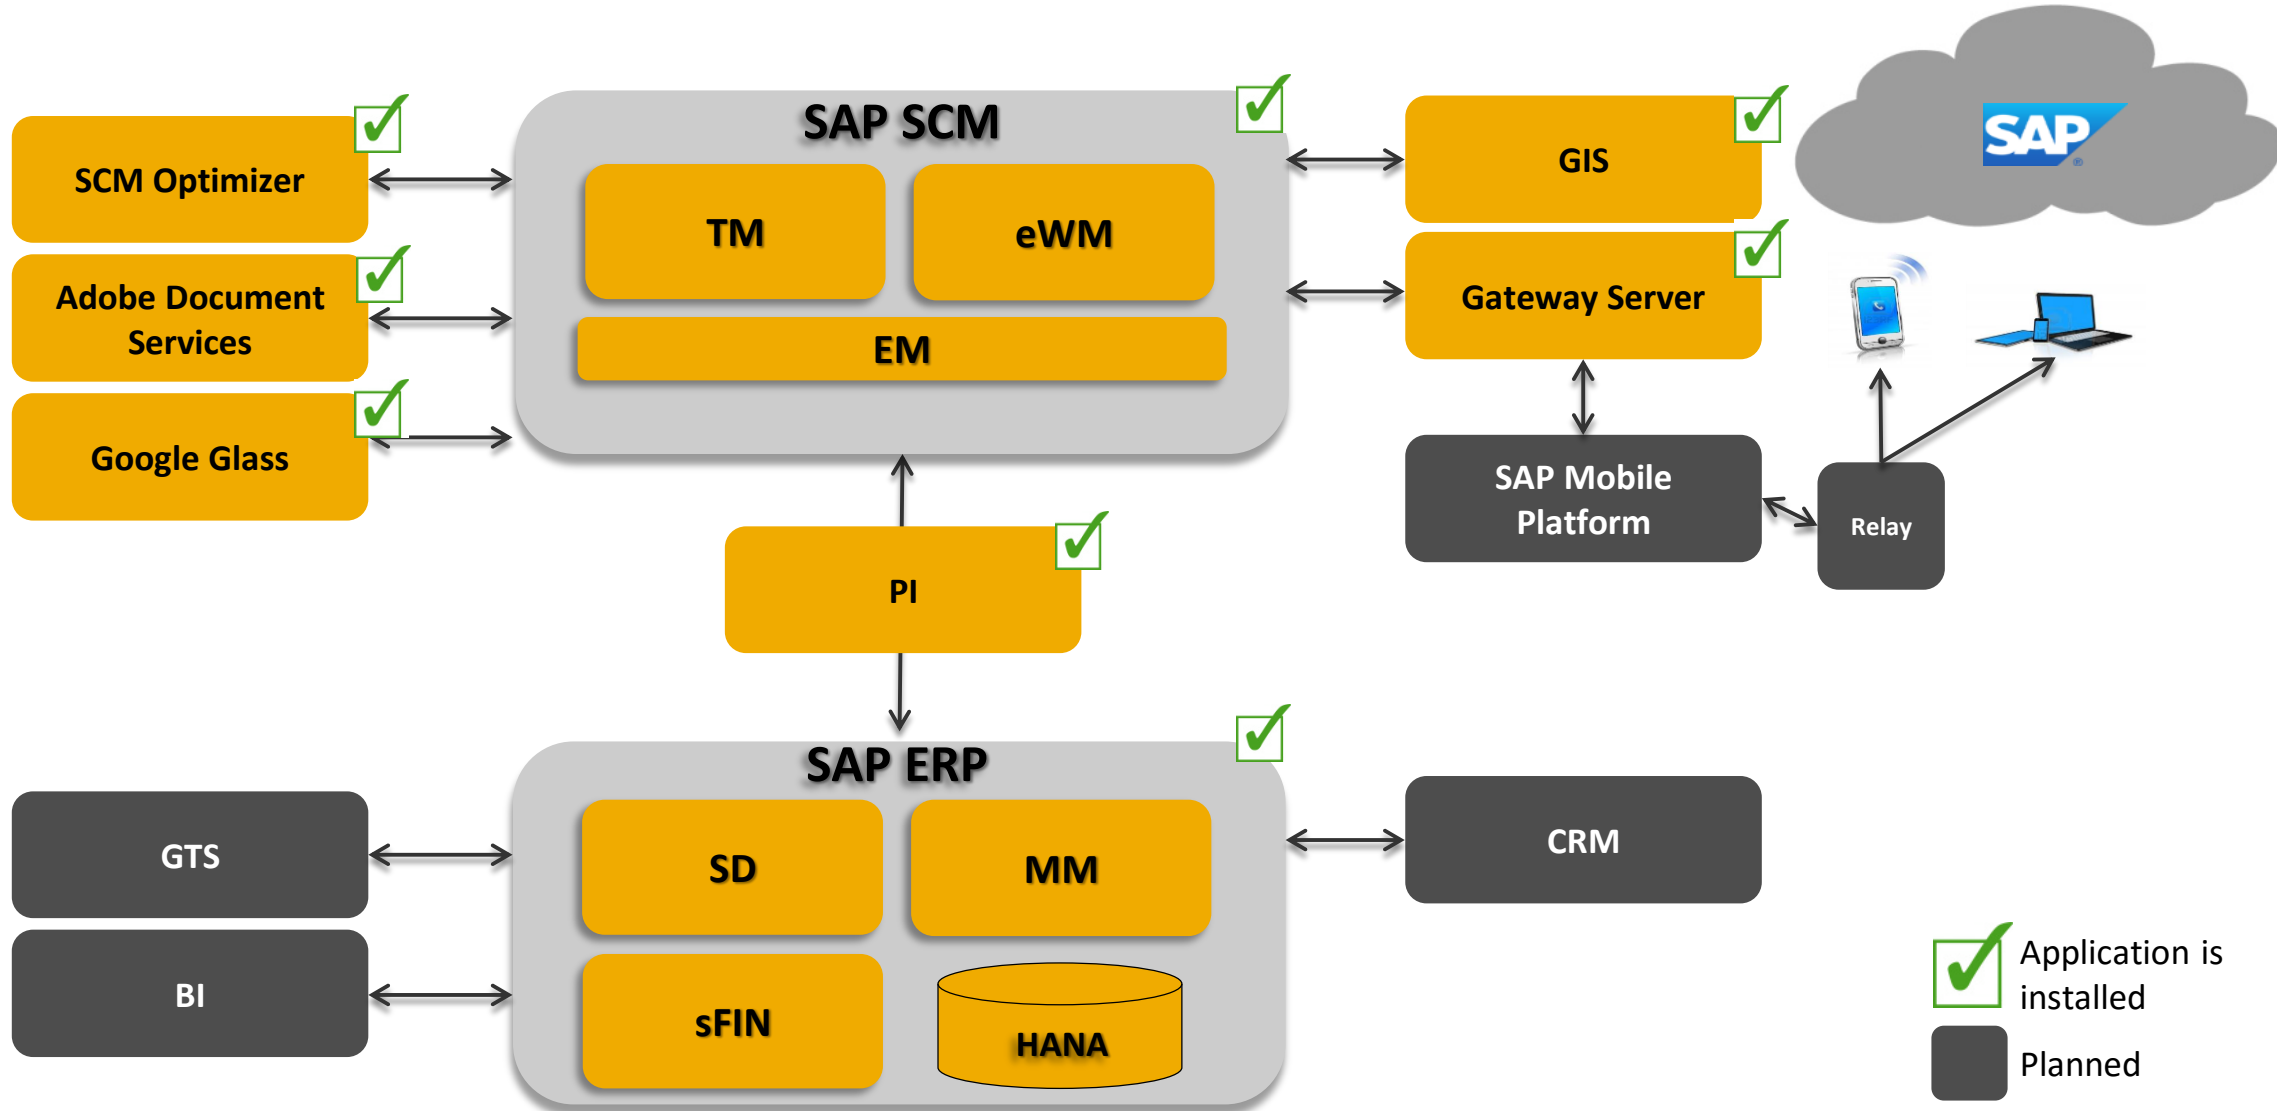 SAP SCM
SCM Optimizer
TM
eWM
GIS
SAP
®
Adobe Document
Services
EM
Gateway Server
Google Glass
SAP Mobile
Platform
Relay
PI
SAP ERP
GTS
SD
MM
CRM
BI
sFIN
HANA
Application is
installed
Planned